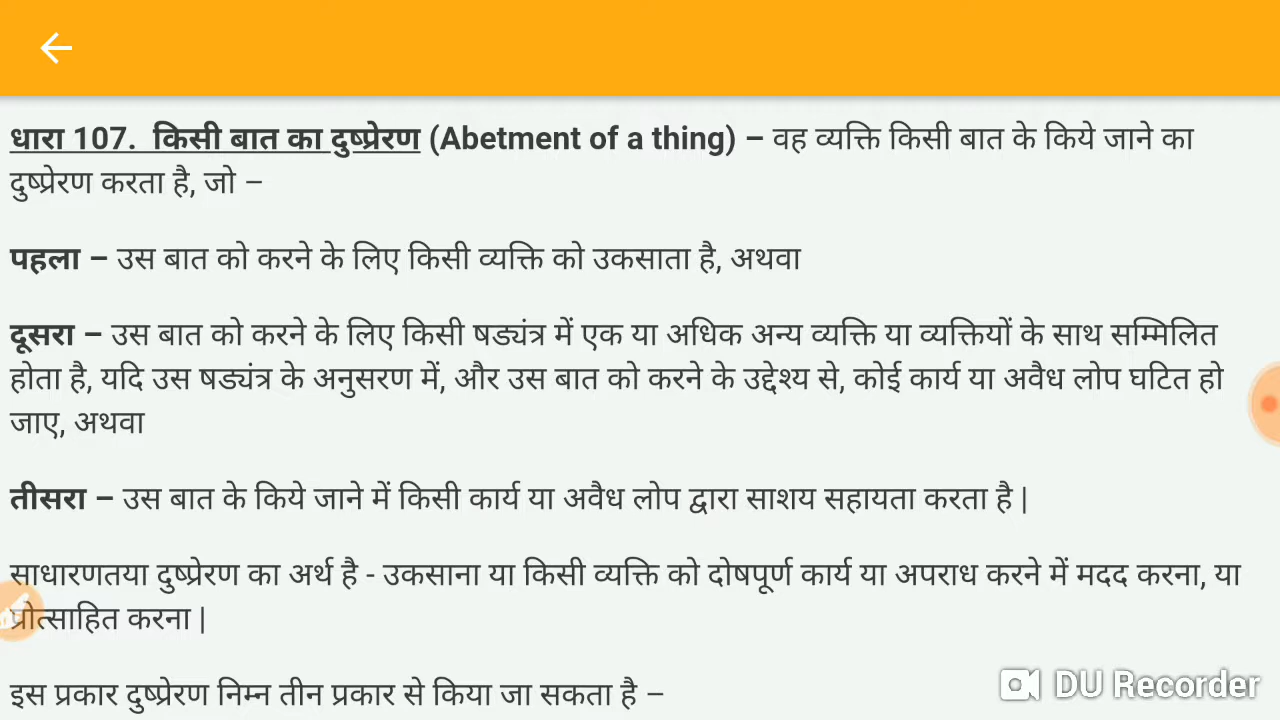 धारा 107. किसी बात का दुष्प्रेरण (Abetment of a thing) – वह व्यक्ति किसी बात के किये जाने का
दुष्प्रेरण करता है, जो –
पहला – उस बात को करने के लिए किसी व्यक्ति को उकसाता है, अथवा
दूसरा – उस बात को करने के लिए किसी षड्यंत्र में एक या अधिक अन्य व्यक्ति या व्यक्तियों के साथ सम्मिलित
होता है, यदि उस षड्यंत्र के अनुसरण में, और उस बात को करने के उद्देश्य से, कोई कार्य या अवैध लोप घटित हो
जाए, अथवा
तीसरा – उस बात के किये जाने में किसी कार्य या अवैध लोप द्वारा साशय सहायता करता है |
साधारणतया दुष्प्रेरण का अर्थ है - उकसाना या किसी व्यक्ति को दोषपूर्ण कार्य या अपराध करने में मदद करना, या
प्रोत्साहित करना |
इस प्रकार दुष्प्रेरण निम्न तीन प्रकार से किया जा सकता है –
DU Recorder